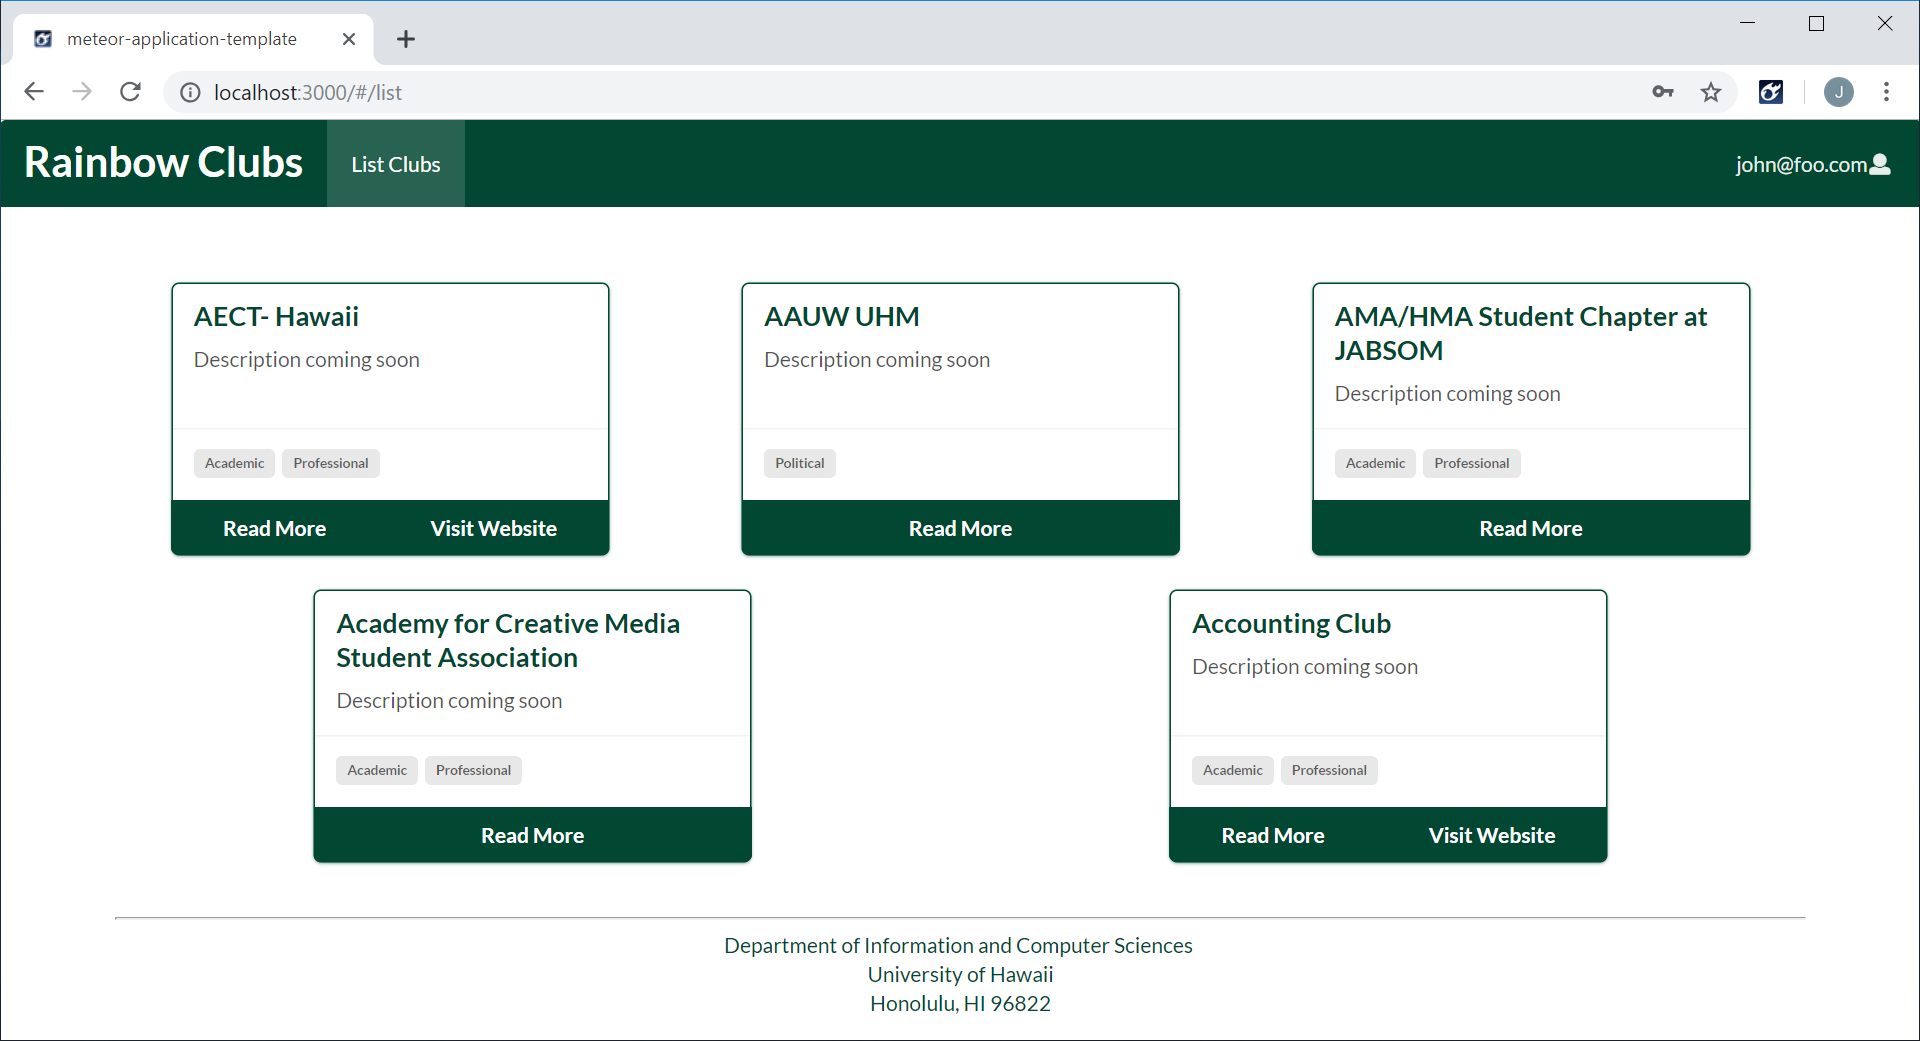 meteor-application-template
localhost:3000/#/list
J
Rainbow Clubs
List Clubs
john@foo.com
AECT- Hawaii
Description coming soon
Academic Professional
Read More Visit Website
AAUW UHM
Description coming soon
Political
Read More
AMA/HMA Student Chapter at
JABSOM
Description coming soon
Academic Professional
Read More
Academy for Creative Media
Student Association
Description coming soon
Academic Professional
Read More
Accounting Club
Description coming soon
Academic Professional
Read More Visit Website
Department of Information and Computer Sciences
University of Hawaii
Honolulu, HI 96822